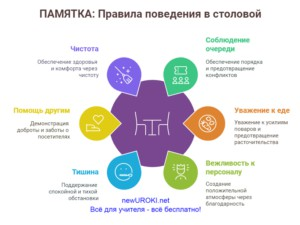 ПАМЯТКА: Правила поведения в столовой
Чистота
Обеспечение здоровья
и комфорта через
чистоту
Соблюдение
очереди
Обеспечение порядка
и предотвращение
конфликтов
Помощь другим
Демонстрация
доброты и заботы о
посетителях
Уважение к еде
Уважение к усилиям
поваров и
предотвращение
расточительства
Тишина
Поддержание
спокойной и тихой
обстановки
Вежливость к
персоналу
Создание
положительной
атмосферы через
благодарность
newUROKI.net
Всё для учителя - всё бесплатно!